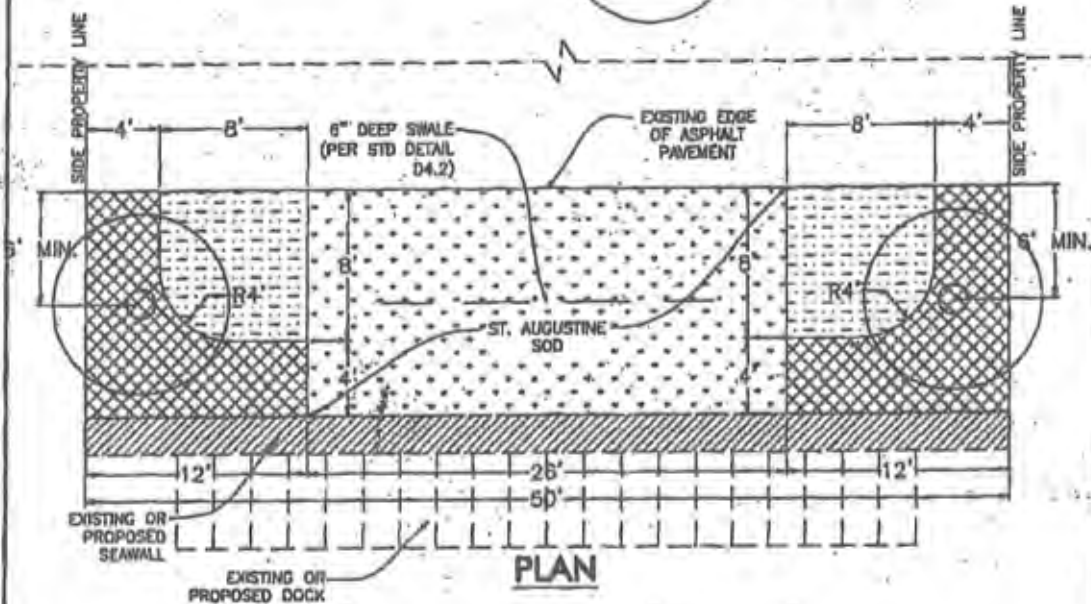 SIDE PROPERTY LINE
SIDE PROPERTY LINE
4'
8'
6" DEEP SWALE
(PER STD DETAIL
D4.2)
EXISTING EDGE
OF ASPHALT
PAVEMENT
8'
4'
6' MIN.
8'
8'
6' MIN.
R4'
R4'
ST. AUGUSTINE
SOD
4'
4'
12'
26'
12'
50'
EXISTING OR
PROPOSED
SEAWALL
EXISTING OR
PROPOSED DOCK
PLAN